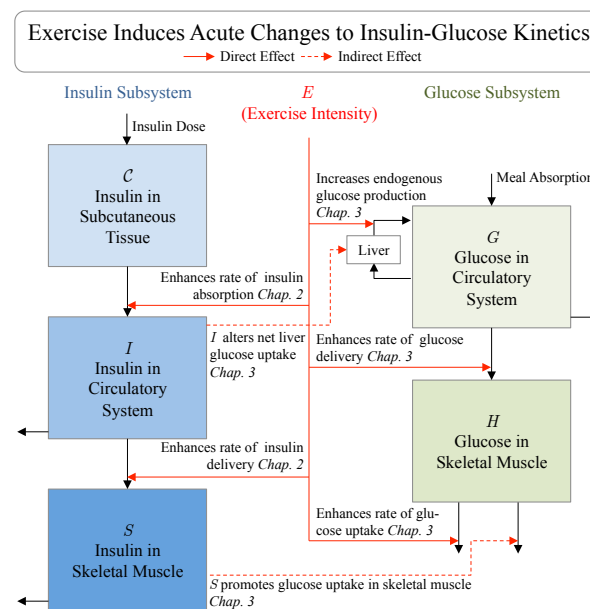 Exercise Induces Acute Changes to Insulin-Glucose Kinetics
Direct Effect
Indirect Effect
Insulin Subsystem
E
(Exercise Intensity)
Glucose Subsystem
Insulin Dose
C
Insulin in
Subcutaneous
Tissue
Increases endogenous
glucose production
Chap. 3
Meal Absorption
Liver
G
Glucose in
Circulatory
System
Enhances rate of insulin
absorption Chap. 2
I alters net liver
glucose uptake
Chap. 3
Enhances rate of glucose
delivery Chap. 3
I
Insulin in
Circulatory
System
H
Glucose in
Skeletal Muscle
Enhances rate of insulin
delivery Chap. 2
Enhances rate of glu-
cose uptake Chap. 3
S
Insulin in
Skeletal Muscle
S promotes glucose uptake in skeletal muscle
Chap. 3